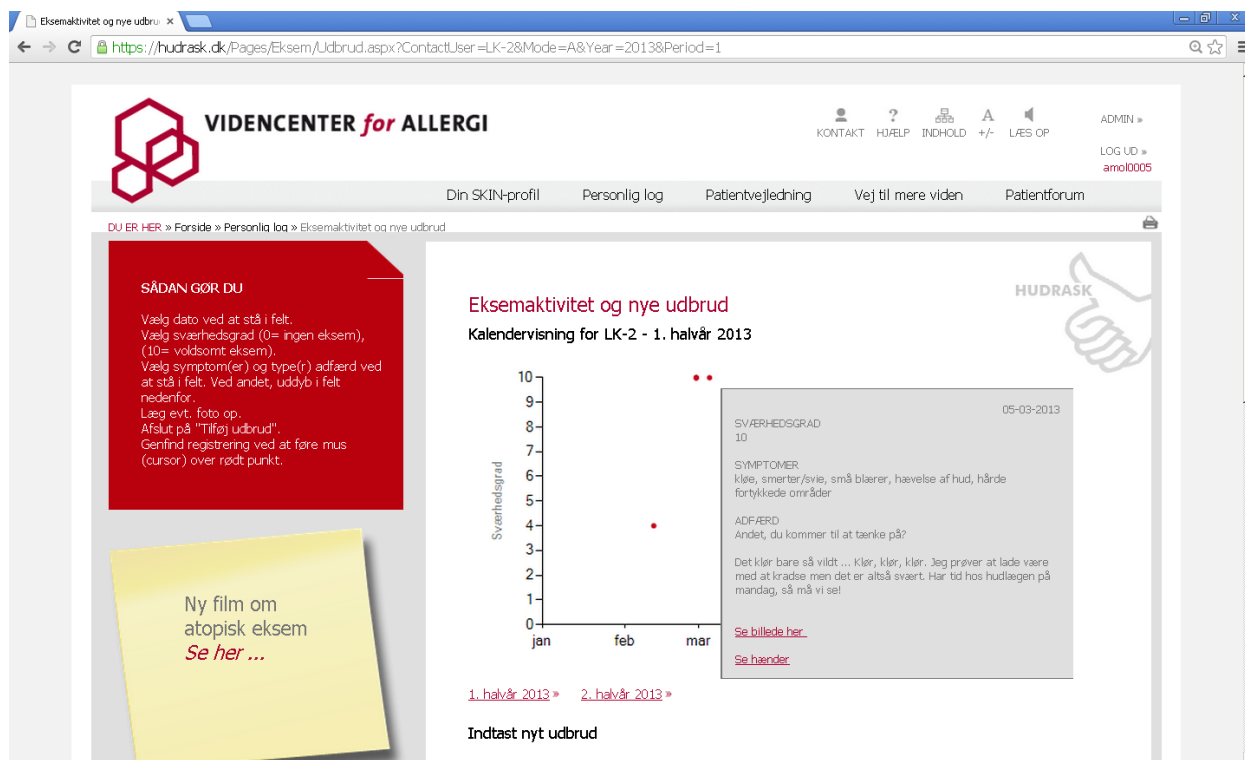 Eksemaktivitet og nye udbru
https://hudrask.dk/Pages/Eksem/Udbrud.aspx?ContactUser=LK-2&Mode=A&Year=2013&Period=1
VIDENCENTER for ALLERGI
KONTAKT HJÆLP INDHOLD +/- LÆS OP
? A
ADMIN »
LOG UD »
amol0005
Din SKIN-profil Personlig log Patientvejledning Vej til mere viden Patientforum
DU ER HER » Forside » Personlig log » Eksemaktivitet og nye udbrud
SÅDAN GØR DU
Vælg dato ved at stå i felt.
Vælg sværhedsgrad (0= ingen eksem),
(10= voldsomt eksem).
Vælg symptom(er) og type(r) adfærd ved
at stå i felt. Ved andet, uddyb i felt
nedenfor.
Læg evt. foto op.
Afslut på "Tilføj udbrud".
Genfind registrering ved at føre mus
(cursor) over rødt punkt.
Ny film om
atopisk eksem
Se her ...
HUDRASK
Eksemaktivitet og nye udbrud
Kalendervisning for LK-2 - 1. halvår 2013
Sværhedsgrad
10
9
8
7
6
5
4
3
2
1
0
jan feb mar
05-03-2013
SVÆRHEDSGRAD
10
SYMPTOMER
kløe, smerter/svie, små blærer, hævelse af hud, hårde
fortykkede områder
ADFÆRD
Andet, du kommer til at tænke på?
Det klør bare så vildt ... Klør, klør, klør. Jeg prøver at lade være
med at kradse men det er altså svært. Har tid hos hudlægen på
mandag, så må vi se!
Se billede her
Se hænder
1. halvår 2013 » 2. halvår 2013 »
Indtast nyt udbrud